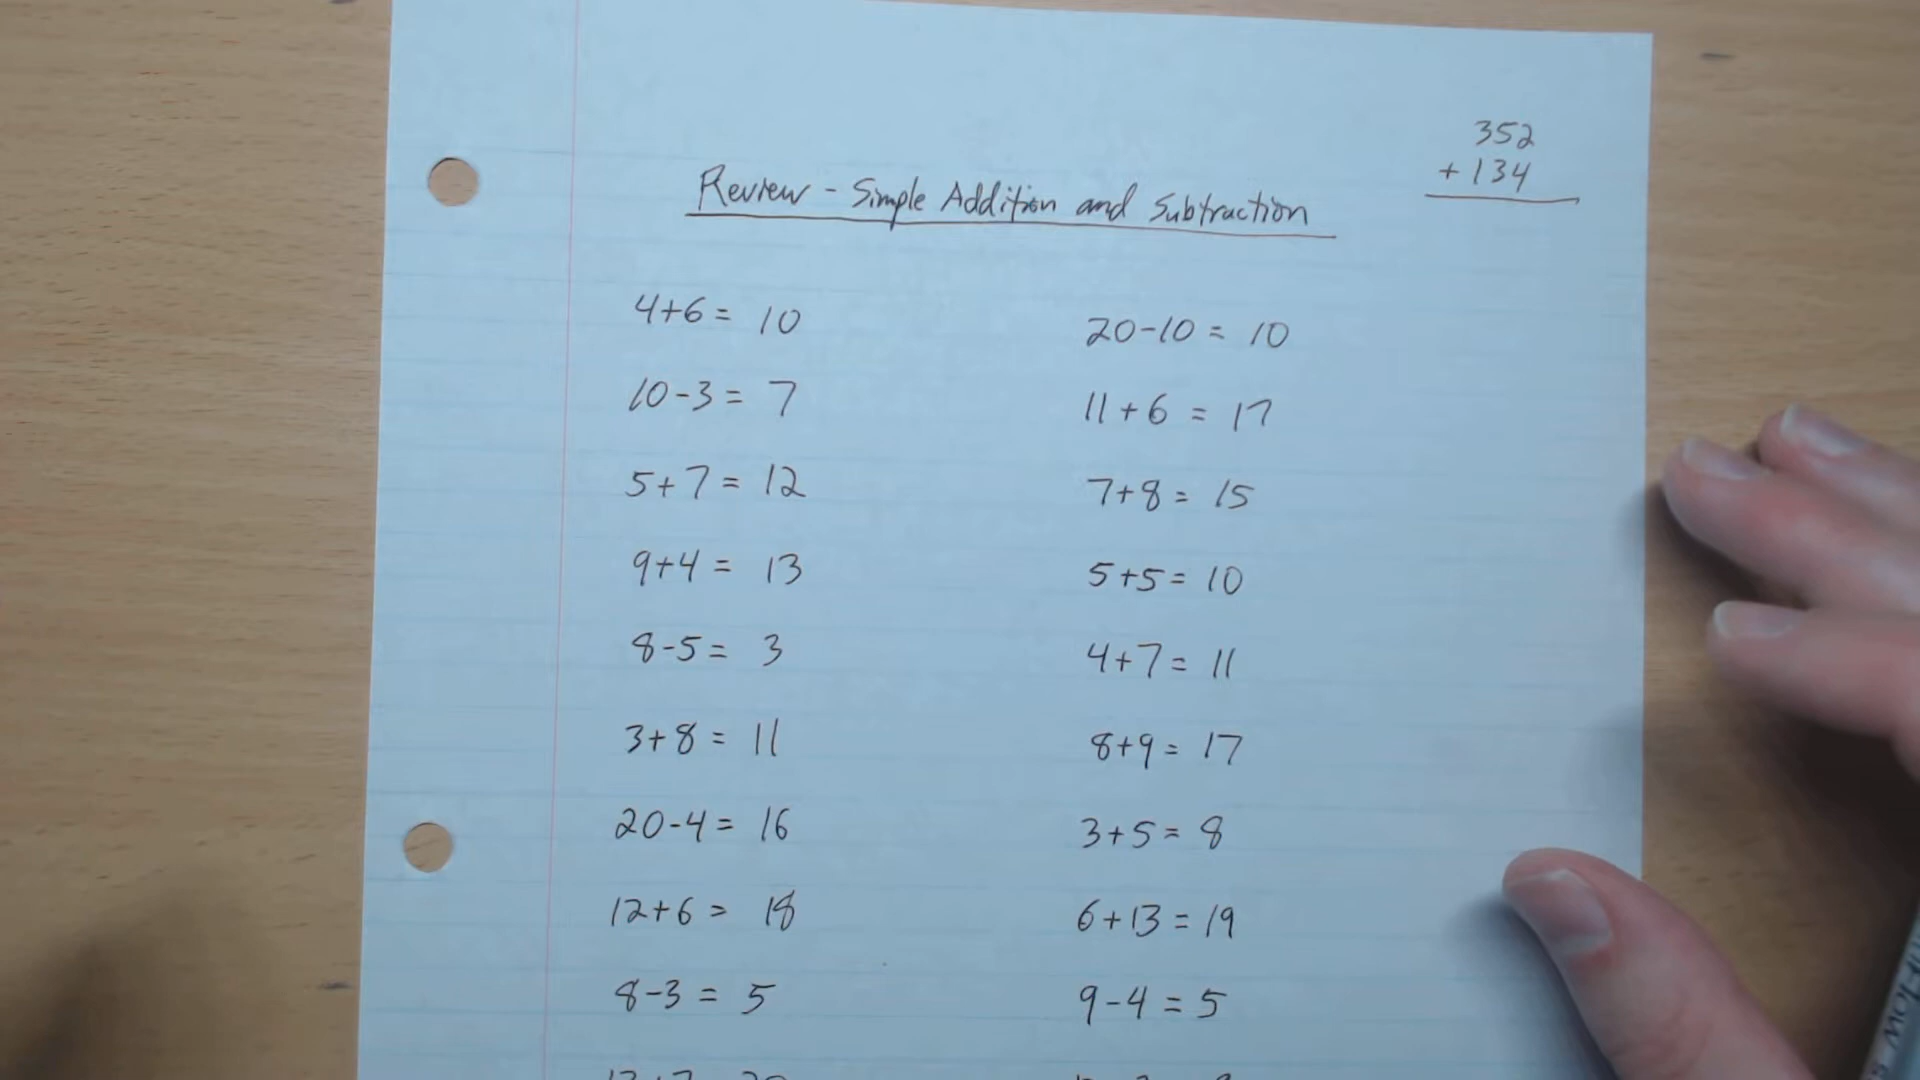 352
+ 134
Review - Simple Addition and Subtraction
4+6 = 10
10-3 = 7
5+7 = 12
9+4 = 13
8-5 = 3
3+8 = 11
20-4 = 16
12+6 = 18
8-3 = 5
20-10 = 10
11+6 = 17
7+8 = 15
5+5 = 10
4+7 = 11
8+9 = 17
3+5 = 8
6+13 = 19
9-4 = 5